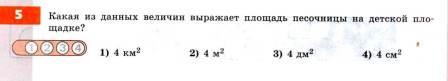 5 Какая из данных величин выражает площадь песочницы на детской пло-
щадке?
1 2 3 4 1) 4 км² 2) 4 м² 3) 4 дм² 4) 4 см²